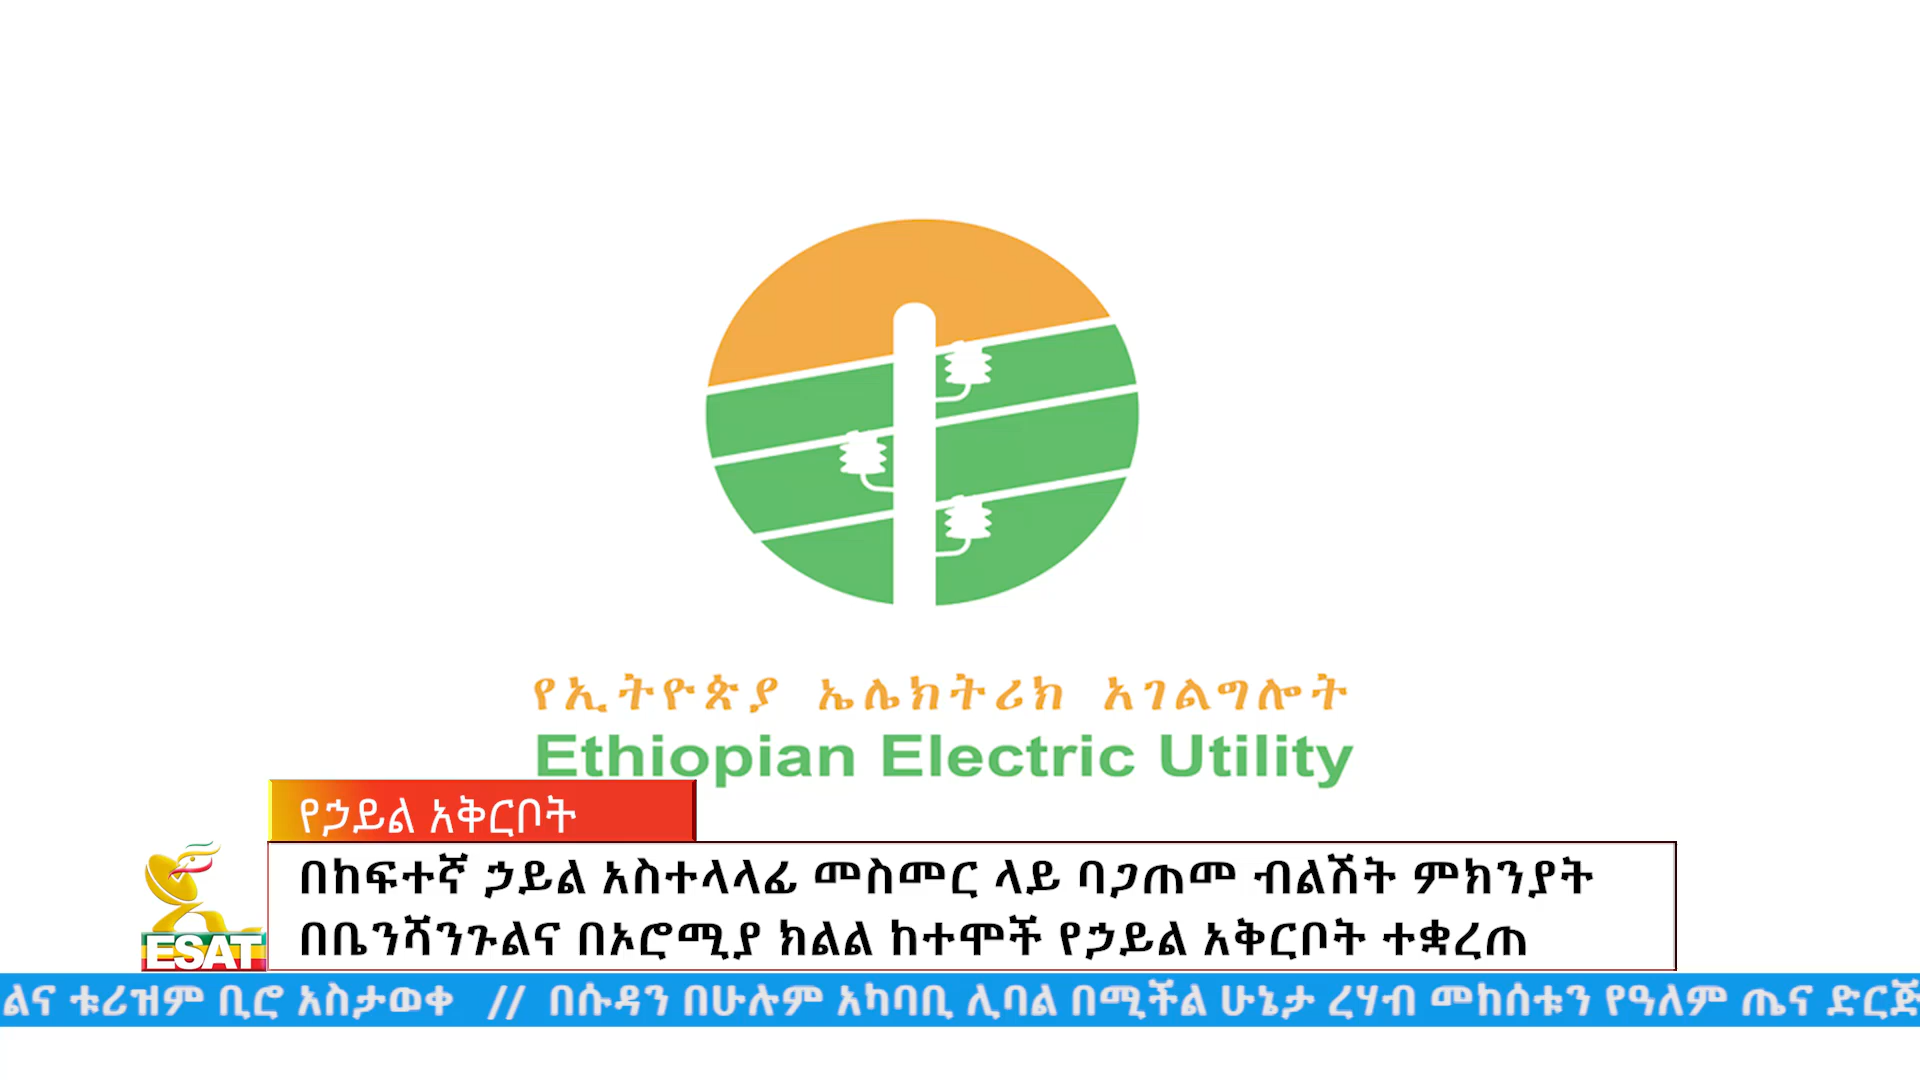 የኢትዮጵያ ኤሌክትሪክ አገልግሎት
Ethiopian Electric Utility
የኃይል አቅርቦት
በከፍተኛ ኃይል አስተላላፊ መስመር ላይ ባጋጠመ ብልሽት ምክንያት
በቤንሻንጉልና በኦሮሚያ ክልል ከተሞች የኃይል አቅርቦት ተቋረጠ
ESAT
ልና ቱሪዝም ቢሮ አስታወቀ // በሱዳን በሁሉም አካባቢ ሊባል በሚችል ሁኔታ ረሃብ መከሰቱን የዓለም ጤና ድርጅ